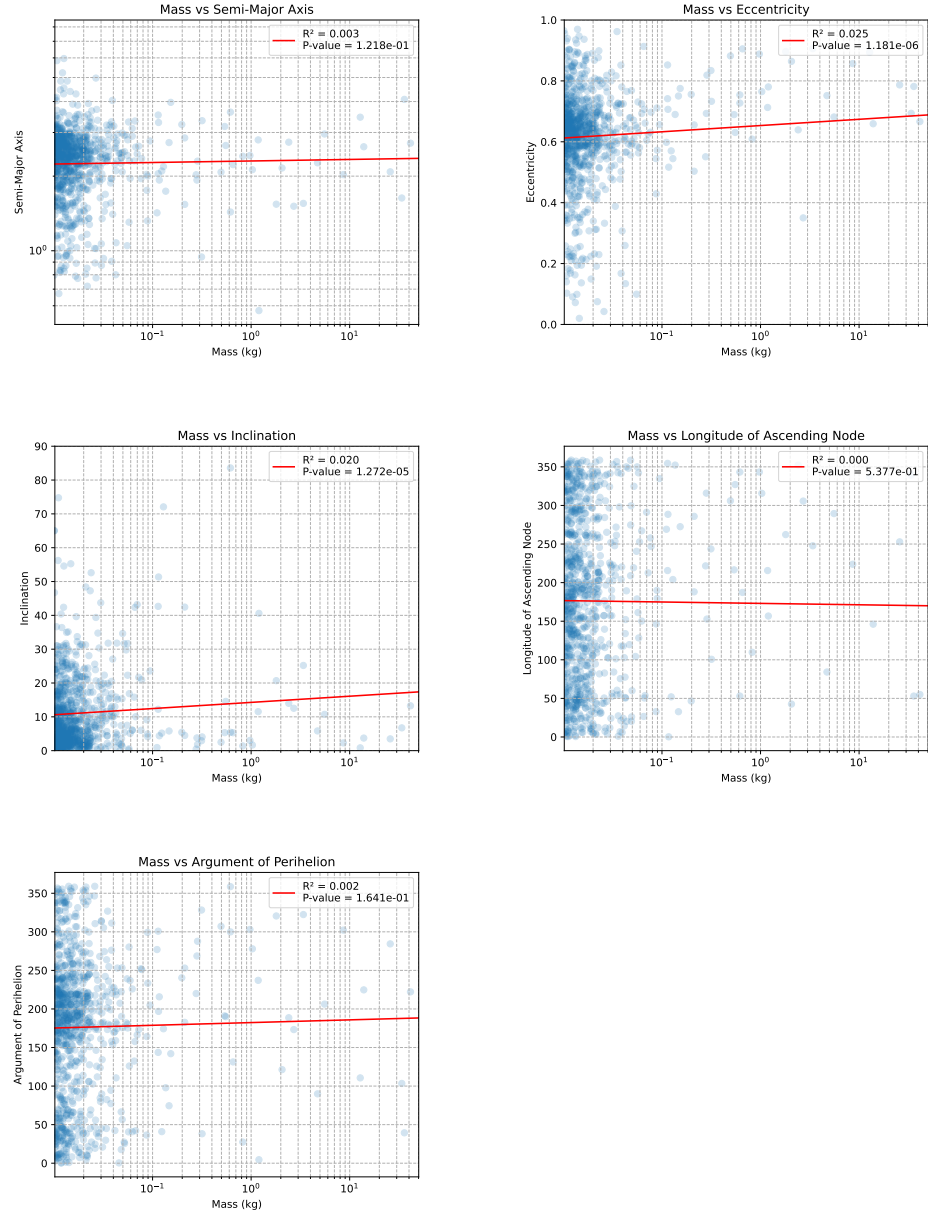 Mass vs Semi-Major Axis
R² = 0.003
P-value = 1.218e-01
Semi-Major Axis
10⁰
10⁻¹ 10⁰ 10¹
Mass (kg)
Mass vs Eccentricity
R² = 0.025
P-value = 1.181e-06
Eccentricity
1.0
0.8
0.6
0.4
0.2
0.0
10⁻¹ 10⁰ 10¹
Mass (kg)
Mass vs Inclination
R² = 0.020
P-value = 1.272e-05
Inclination
90
80
70
60
50
40
30
20
10
0
10⁻¹ 10⁰ 10¹
Mass (kg)
Mass vs Longitude of Ascending Node
R² = 0.000
P-value = 5.377e-01
Longitude of Ascending Node
350
300
250
200
150
100
50
0
10⁻¹ 10⁰ 10¹
Mass (kg)
Mass vs Argument of Perihelion
R² = 0.002
P-value = 1.641e-01
Argument of Perihelion
350
300
250
200
150
100
50
0
10⁻¹ 10⁰ 10¹
Mass (kg)